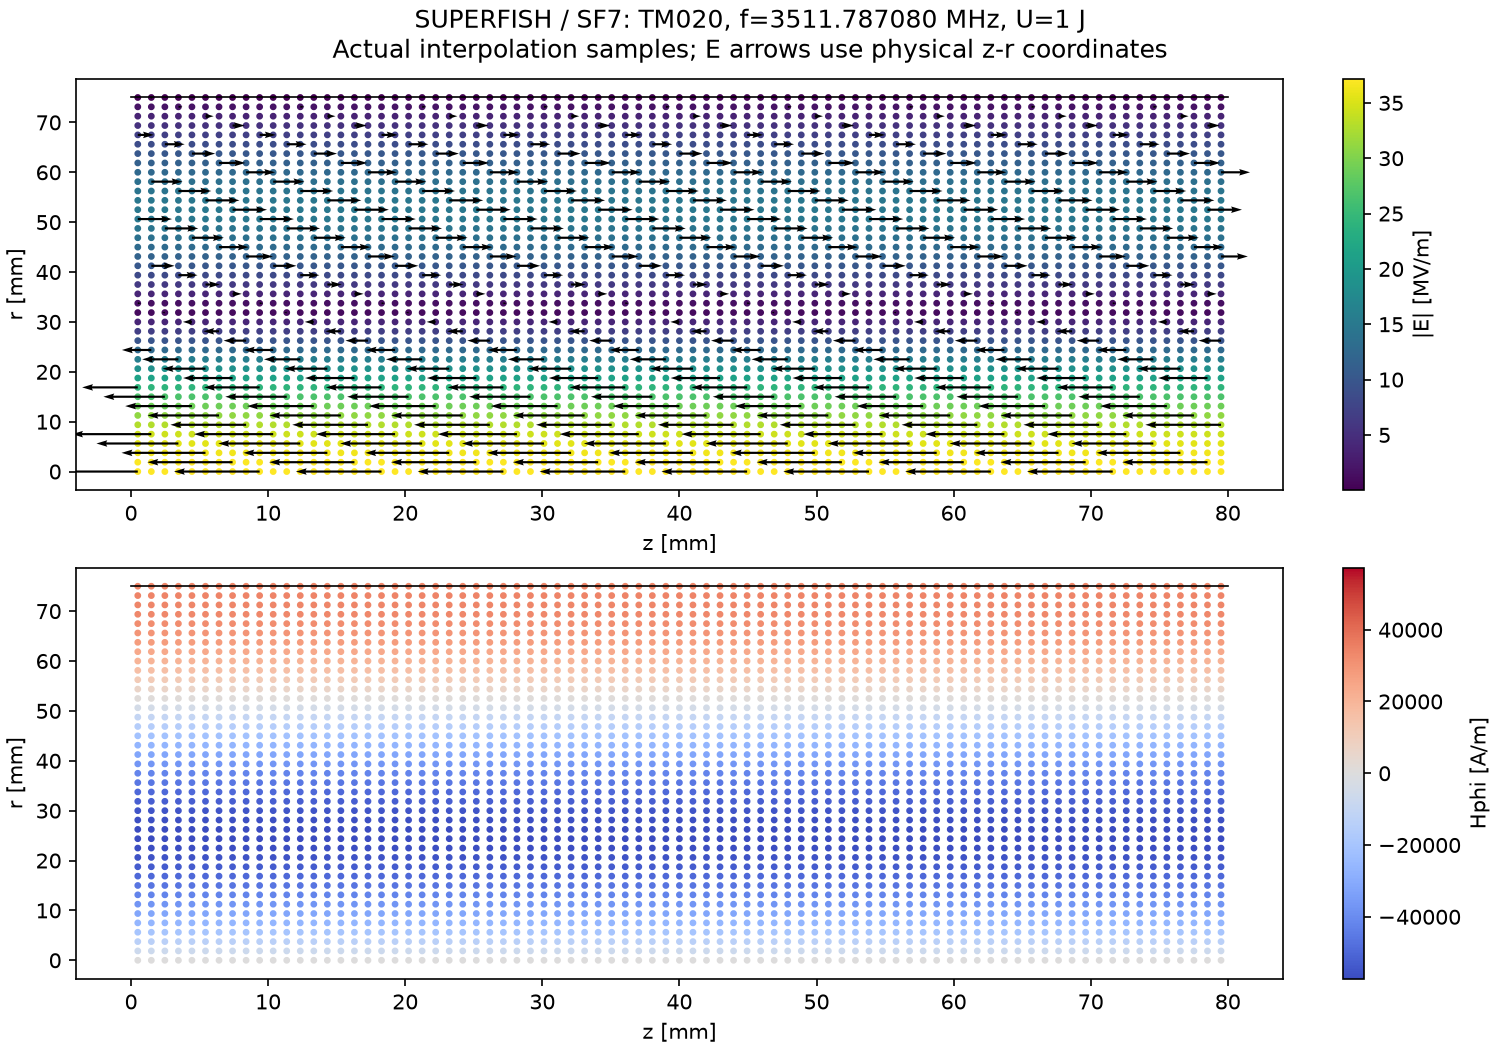 SUPERFISH / SF7: TM020, f=3511.787080 MHz, U=1 J
Actual interpolation samples; E arrows use physical z-r coordinates
70
60
50
40
30
20
10
0
r [mm]
0 10 20 30 40 50 60 70 80
z [mm]
35
30
25
20
15
10
5
|E| [MV/m]
70
60
50
40
30
20
10
0
r [mm]
0 10 20 30 40 50 60 70 80
z [mm]
40000
20000
0
−20000
−40000
Hphi [A/m]